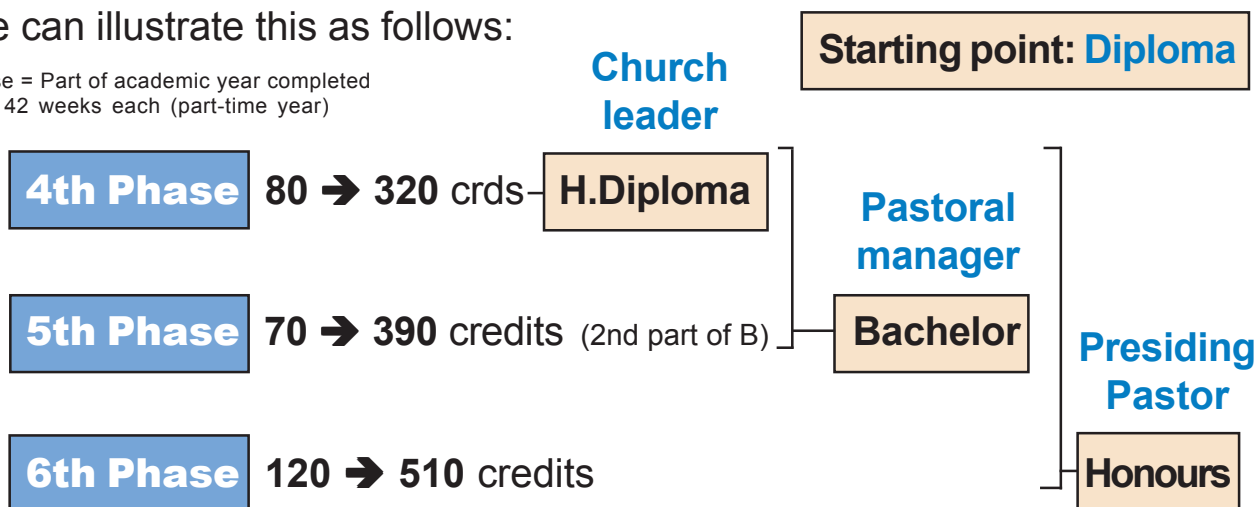 e can illustrate this as follows:
Starting point: Diploma
se = Part of academic year completed
42 weeks each (part-time year)
Church
leader
4th Phase 80 ➔ 320 crds H.Diploma
Pastoral
manager
5th Phase 70 ➔ 390 credits (2nd part of B) Bachelor
Presiding
Pastor
6th Phase 120 ➔ 510 credits Honours